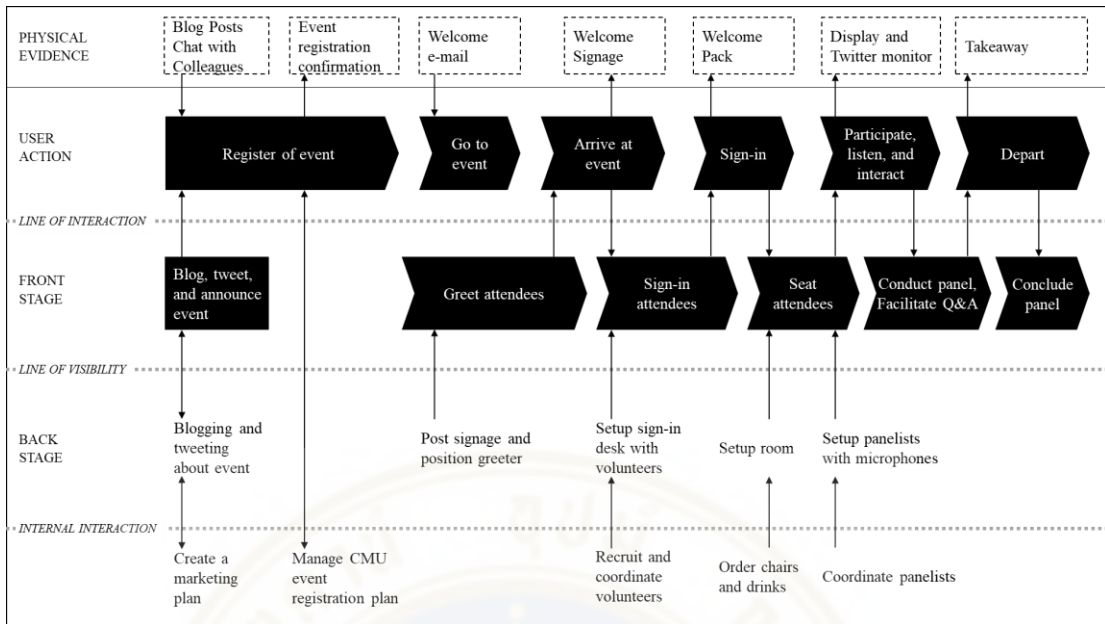 PHYSICAL
EVIDENCE
Blog Posts
Chat with
Colleagues
Event
registration
confirmation
Welcome
e-mail
Welcome
Signage
Welcome
Pack
Display and
Twitter monitor
Takeaway
USER
ACTION
Register of event
Go to
event
Arrive at
event
Sign-in
Participate,
listen, and
interact
Depart
LINE OF INTERACTION
FRONT
STAGE
Blog, tweet,
and announce
event
Greet attendees
Sign-in
attendees
Seat
attendees
Conduct panel,
Facilitate Q&A
Conclude
panel
LINE OF VISIBILITY
BACK
STAGE
Blogging and
tweeting
about event
Post signage and
position greeter
Setup sign-in
desk with
volunteers
Setup room
Setup panelists
with microphones
INTERNAL INTERACTION
Create a
marketing
plan
Manage CMU
event
registration plan
Recruit and
coordinate
volunteers
Order chairs
and drinks
Coordinate panelists